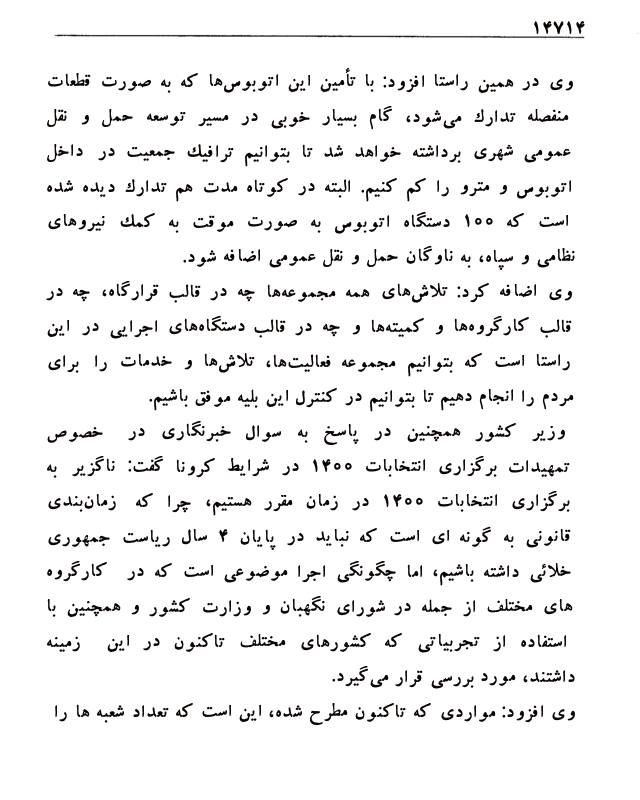 ۱۴۷۱۴
وی در همین راستا افزود: با تأمین این اتوبوس‌ها که به صورت قطعات
منفصله تدارك می‌شود، گام بسیار خوبی در مسیر توسعه حمل و نقل
عمومی شهری برداشته خواهد شد تا بتوانیم ترافیك جمعیت در داخل
اتوبوس و مترو را کم کنیم. البته در کوتاه مدت هم تدارك دیده شده
است که ۱۰۰ دستگاه اتوبوس به صورت موقت به کمك نیروهای
نظامی و سپاه، به ناوگان حمل و نقل عمومی اضافه شود.
وی اضافه کرد: تلاش‌های همه مجموعه‌ها چه در قالب قرارگاه، چه در
قالب کارگروه‌ها و کمیته‌ها و چه در قالب دستگاه‌های اجرایی در این
راستا است که بتوانیم مجموعه فعالیت‌ها، تلاش‌ها و خدمات را برای
مردم را انجام دهیم تا بتوانیم در کنترل این بلیه موفق باشیم.
وزیر کشور همچنین در پاسخ به سوال خبرنگاری در خصوص
تمهیدات برگزاری انتخابات ۱۴۰۰ در شرایط کرونا گفت: ناگزیر به
برگزاری انتخابات ۱۴۰۰ در زمان مقرر هستیم، چرا که زمان‌بندی
قانونی به گونه ای است که نباید در پایان ۴ سال ریاست جمهوری
خلائی داشته باشیم، اما چگونگی اجرا موضوعی است که در کارگروه
های مختلف از جمله در شورای نگهبان و وزارت کشور و همچنین با
استفاده از تجربیاتی که کشورهای مختلف تاکنون در این زمینه
داشتند، مورد بررسی قرار می‌گیرد.
وی افزود: مواردی که تاکنون مطرح شده، این است که تعداد شعبه ها را